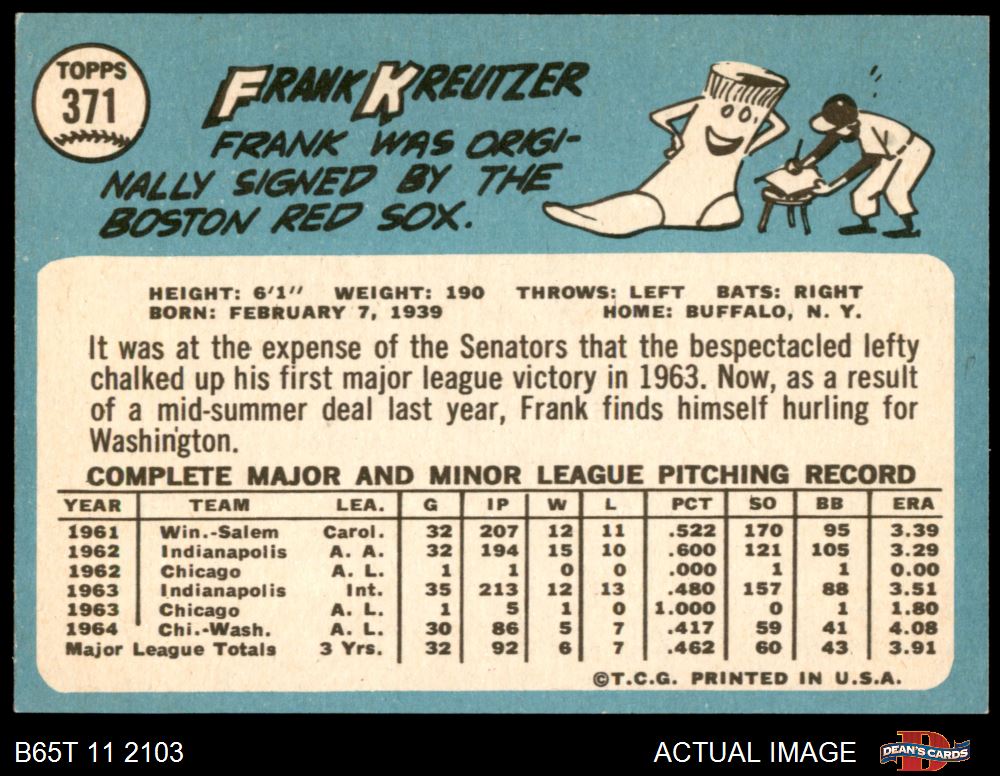 TOPPS
371
FRANK KREUTZER
FRANK WAS ORIGI-
NALLY SIGNED BY THE
BOSTON RED SOX.
HEIGHT: 6'1" WEIGHT: 190 THROWS: LEFT BATS: RIGHT
BORN: FEBRUARY 7, 1939 HOME: BUFFALO, N. Y.
It was at the expense of the Senators that the bespectacled lefty
chalked up his first major league victory in 1963. Now, as a result
of a mid-summer deal last year, Frank finds himself hurling for
Washington.
COMPLETE MAJOR AND MINOR LEAGUE PITCHING RECORD
YEAR TEAM LEA. G IP W L PCT SO BB ERA
1961 Win.-Salem Carol. 32 207 12 11 .522 170 95 3.39
1962 Indianapolis A. A. 32 194 15 10 .600 121 105 3.29
1962 Chicago A. L. 1 1 0 0 .000 1 1 0.00
1963 Indianapolis Int. 35 213 12 13 .480 157 88 3.51
1963 Chicago A. L. 1 5 1 0 1.000 0 1 1.80
1964 Chi.-Wash. A. L. 30 86 5 7 .417 59 41 4.08
Major League Totals 3 Yrs. 32 92 6 7 .462 60 43 3.91
©T.C.G. PRINTED IN U.S.A.
B65T 11 2103 ACTUAL IMAGE DEAN'S CARDS